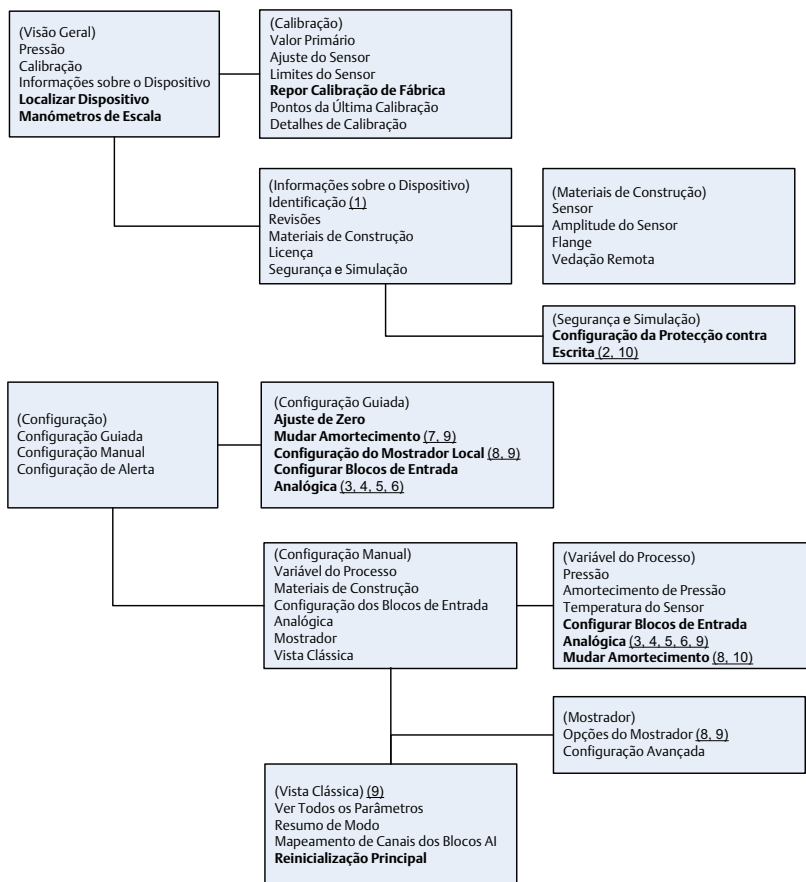 (Visão Geral)
Pressão
Calibração
Informações sobre o Dispositivo
Localizar Dispositivo
Manómetros de Escala
(Calibração)
Valor Primário
Ajuste do Sensor
Limites do Sensor
Repor Calibração de Fábrica
Pontos da Última Calibração
Detalhes de Calibração
(Informações sobre o Dispositivo)
Identificação (1)
Revisões
Materiais de Construção
Licença
Segurança e Simulação
(Materiais de Construção)
Sensor
Amplitude do Sensor
Flange
Vedação Remota
(Segurança e Simulação)
Configuração da Protecção contra
Escrita (2, 10)
(Configuração)
Configuração Guiada
Configuração Manual
Configuração de Alerta
(Configuração Guiada)
Ajuste de Zero
Mudar Amortecimento (7, 9)
Configuração do Mostrador Local (8, 9)
Configurar Blocos de Entrada
Analógica (3, 4, 5, 6)
(Configuração Manual)
Variável do Processo
Materiais de Construção
Configuração dos Blocos de Entrada
Analógica
Mostrador
Vista Clássica
(Variável do Processo)
Pressão
Amortecimento de Pressão
Temperatura do Sensor
Configurar Blocos de Entrada
Analógica (3, 4, 5, 6, 9)
Mudar Amortecimento (8, 10)
(Mostrador)
Opções do Mostrador (8, 9)
Configuração Avançada
(Vista Clássica) (9)
Ver Todos os Parâmetros
Resumo de Modo
Mapeamento de Canais dos Blocos AI
Reinicialização Principal